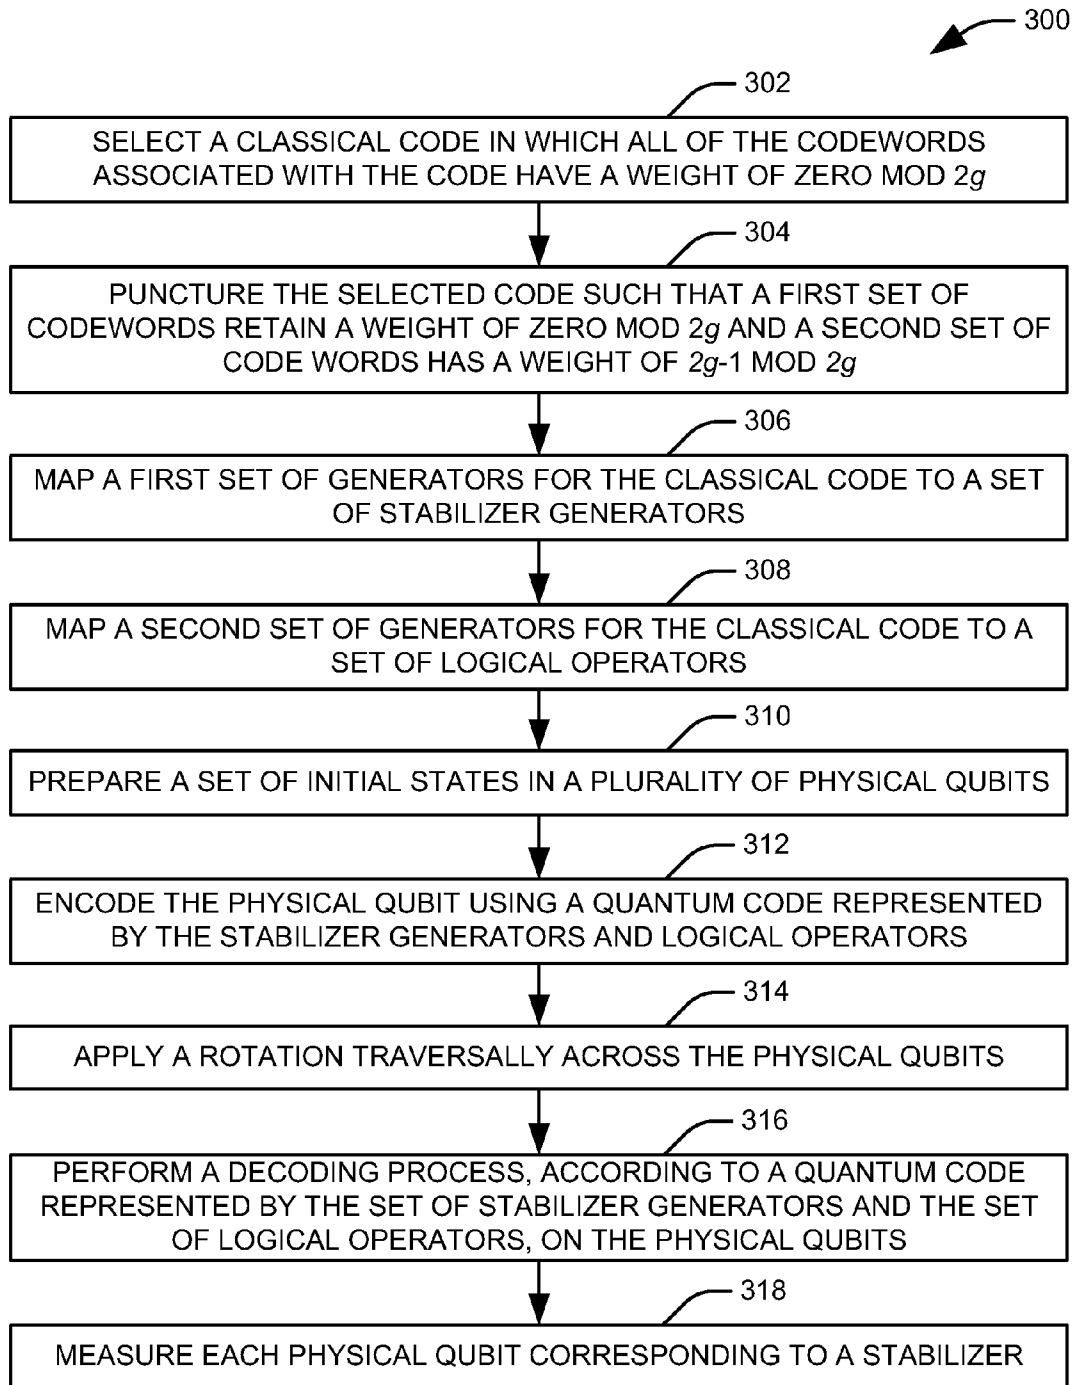 300
302
SELECT A CLASSICAL CODE IN WHICH ALL OF THE CODEWORDS
ASSOCIATED WITH THE CODE HAVE A WEIGHT OF ZERO MOD 2g
304
PUNCTURE THE SELECTED CODE SUCH THAT A FIRST SET OF
CODEWORDS RETAIN A WEIGHT OF ZERO MOD 2g AND A SECOND SET OF
CODE WORDS HAS A WEIGHT OF 2g-1 MOD 2g
306
MAP A FIRST SET OF GENERATORS FOR THE CLASSICAL CODE TO A SET
OF STABILIZER GENERATORS
308
MAP A SECOND SET OF GENERATORS FOR THE CLASSICAL CODE TO A
SET OF LOGICAL OPERATORS
310
PREPARE A SET OF INITIAL STATES IN A PLURALITY OF PHYSICAL QUBITS
312
ENCODE THE PHYSICAL QUBIT USING A QUANTUM CODE REPRESENTED
BY THE STABILIZER GENERATORS AND LOGICAL OPERATORS
314
APPLY A ROTATION TRAVERSALLY ACROSS THE PHYSICAL QUBITS
316
PERFORM A DECODING PROCESS, ACCORDING TO A QUANTUM CODE
REPRESENTED BY THE SET OF STABILIZER GENERATORS AND THE SET
OF LOGICAL OPERATORS, ON THE PHYSICAL QUBITS
318
MEASURE EACH PHYSICAL QUBIT CORRESPONDING TO A STABILIZER